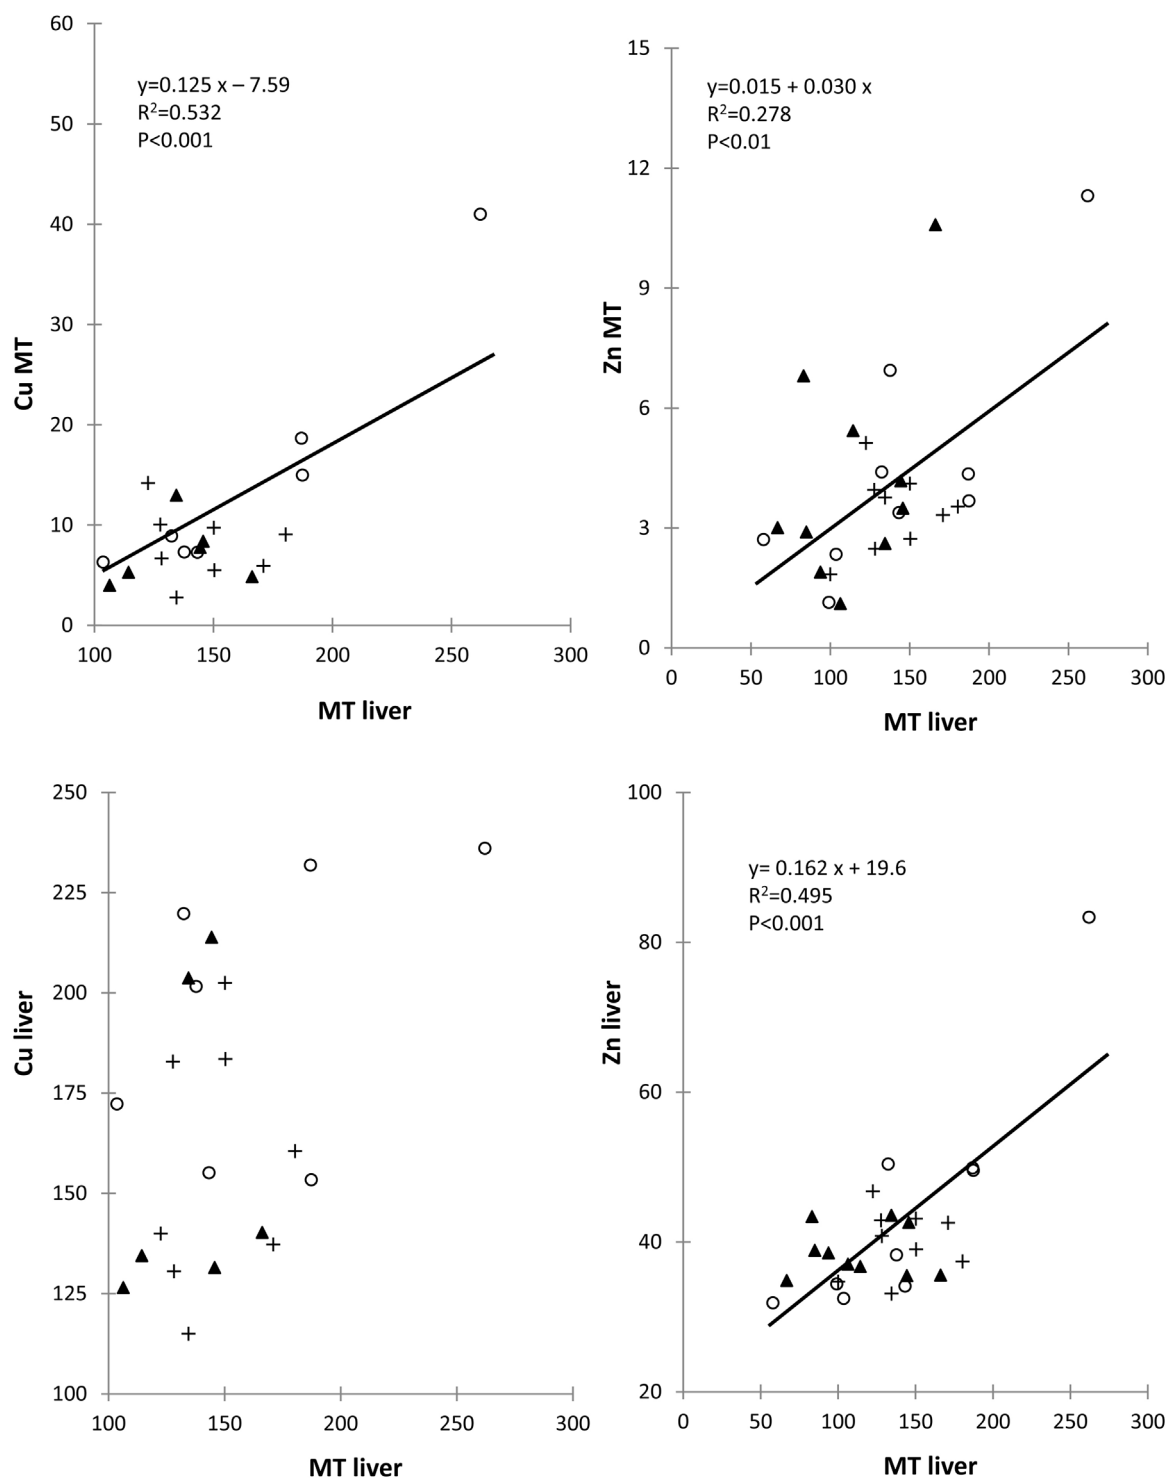 60
50
40
30
20
10
0
Cu MT
y=0.125 x – 7.59
R²=0.532
P<0.001
100 150 200 250 300
MT liver
15
12
9
6
3
0
Zn MT
y=0.015 + 0.030 x
R²=0.278
P<0.01
0 50 100 150 200 250 300
MT liver
250
225
200
175
150
125
100
Cu liver
100 150 200 250 300
MT liver
100
80
60
40
20
Zn liver
y= 0.162 x + 19.6
R²=0.495
P<0.001
0 50 100 150 200 250 300
MT liver